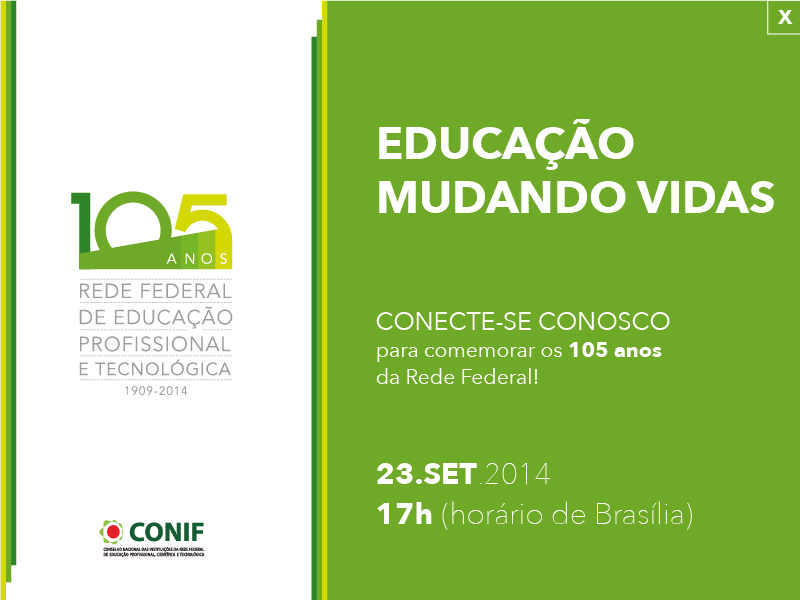 105
ANOS
REDE FEDERAL
DE EDUCAÇÃO
PROFISSIONAL
E TECNOLÓGICA
1909-2014
CONIF
CONSELHO NACIONAL DAS INSTITUIÇÕES DA REDE FEDERAL
DE EDUCAÇÃO PROFISSIONAL, CIENTÍFICA E TECNOLÓGICA
X
EDUCAÇÃO
MUDANDO VIDAS
CONECTE-SE CONOSCO
para comemorar os 105 anos
da Rede Federal!
23.SET.2014
17h (horário de Brasília)